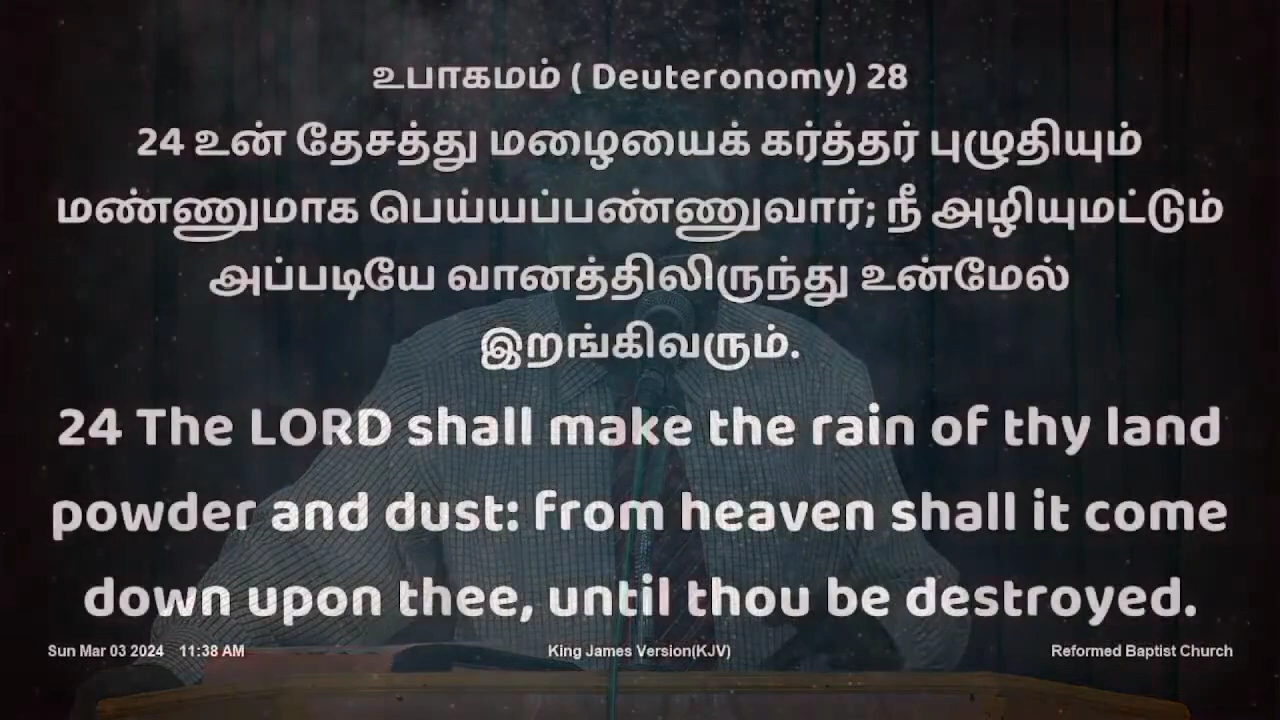 உபாகமம் ( Deuteronomy) 28
24 உன் தேசத்து மழையைக் கர்த்தர் புழுதியும்
மண்ணுமாக பெய்யப்பண்ணுவார்; நீ அழியுமட்டும்
அப்படியே வானத்திலிருந்து உன்மேல்
இறங்கிவரும்.
24 The LORD shall make the rain of thy land
powder and dust: from heaven shall it come
down upon thee, until thou be destroyed.
Sun Mar 03 2024 11:38 AM King James Version(KJV) Reformed Baptist Church